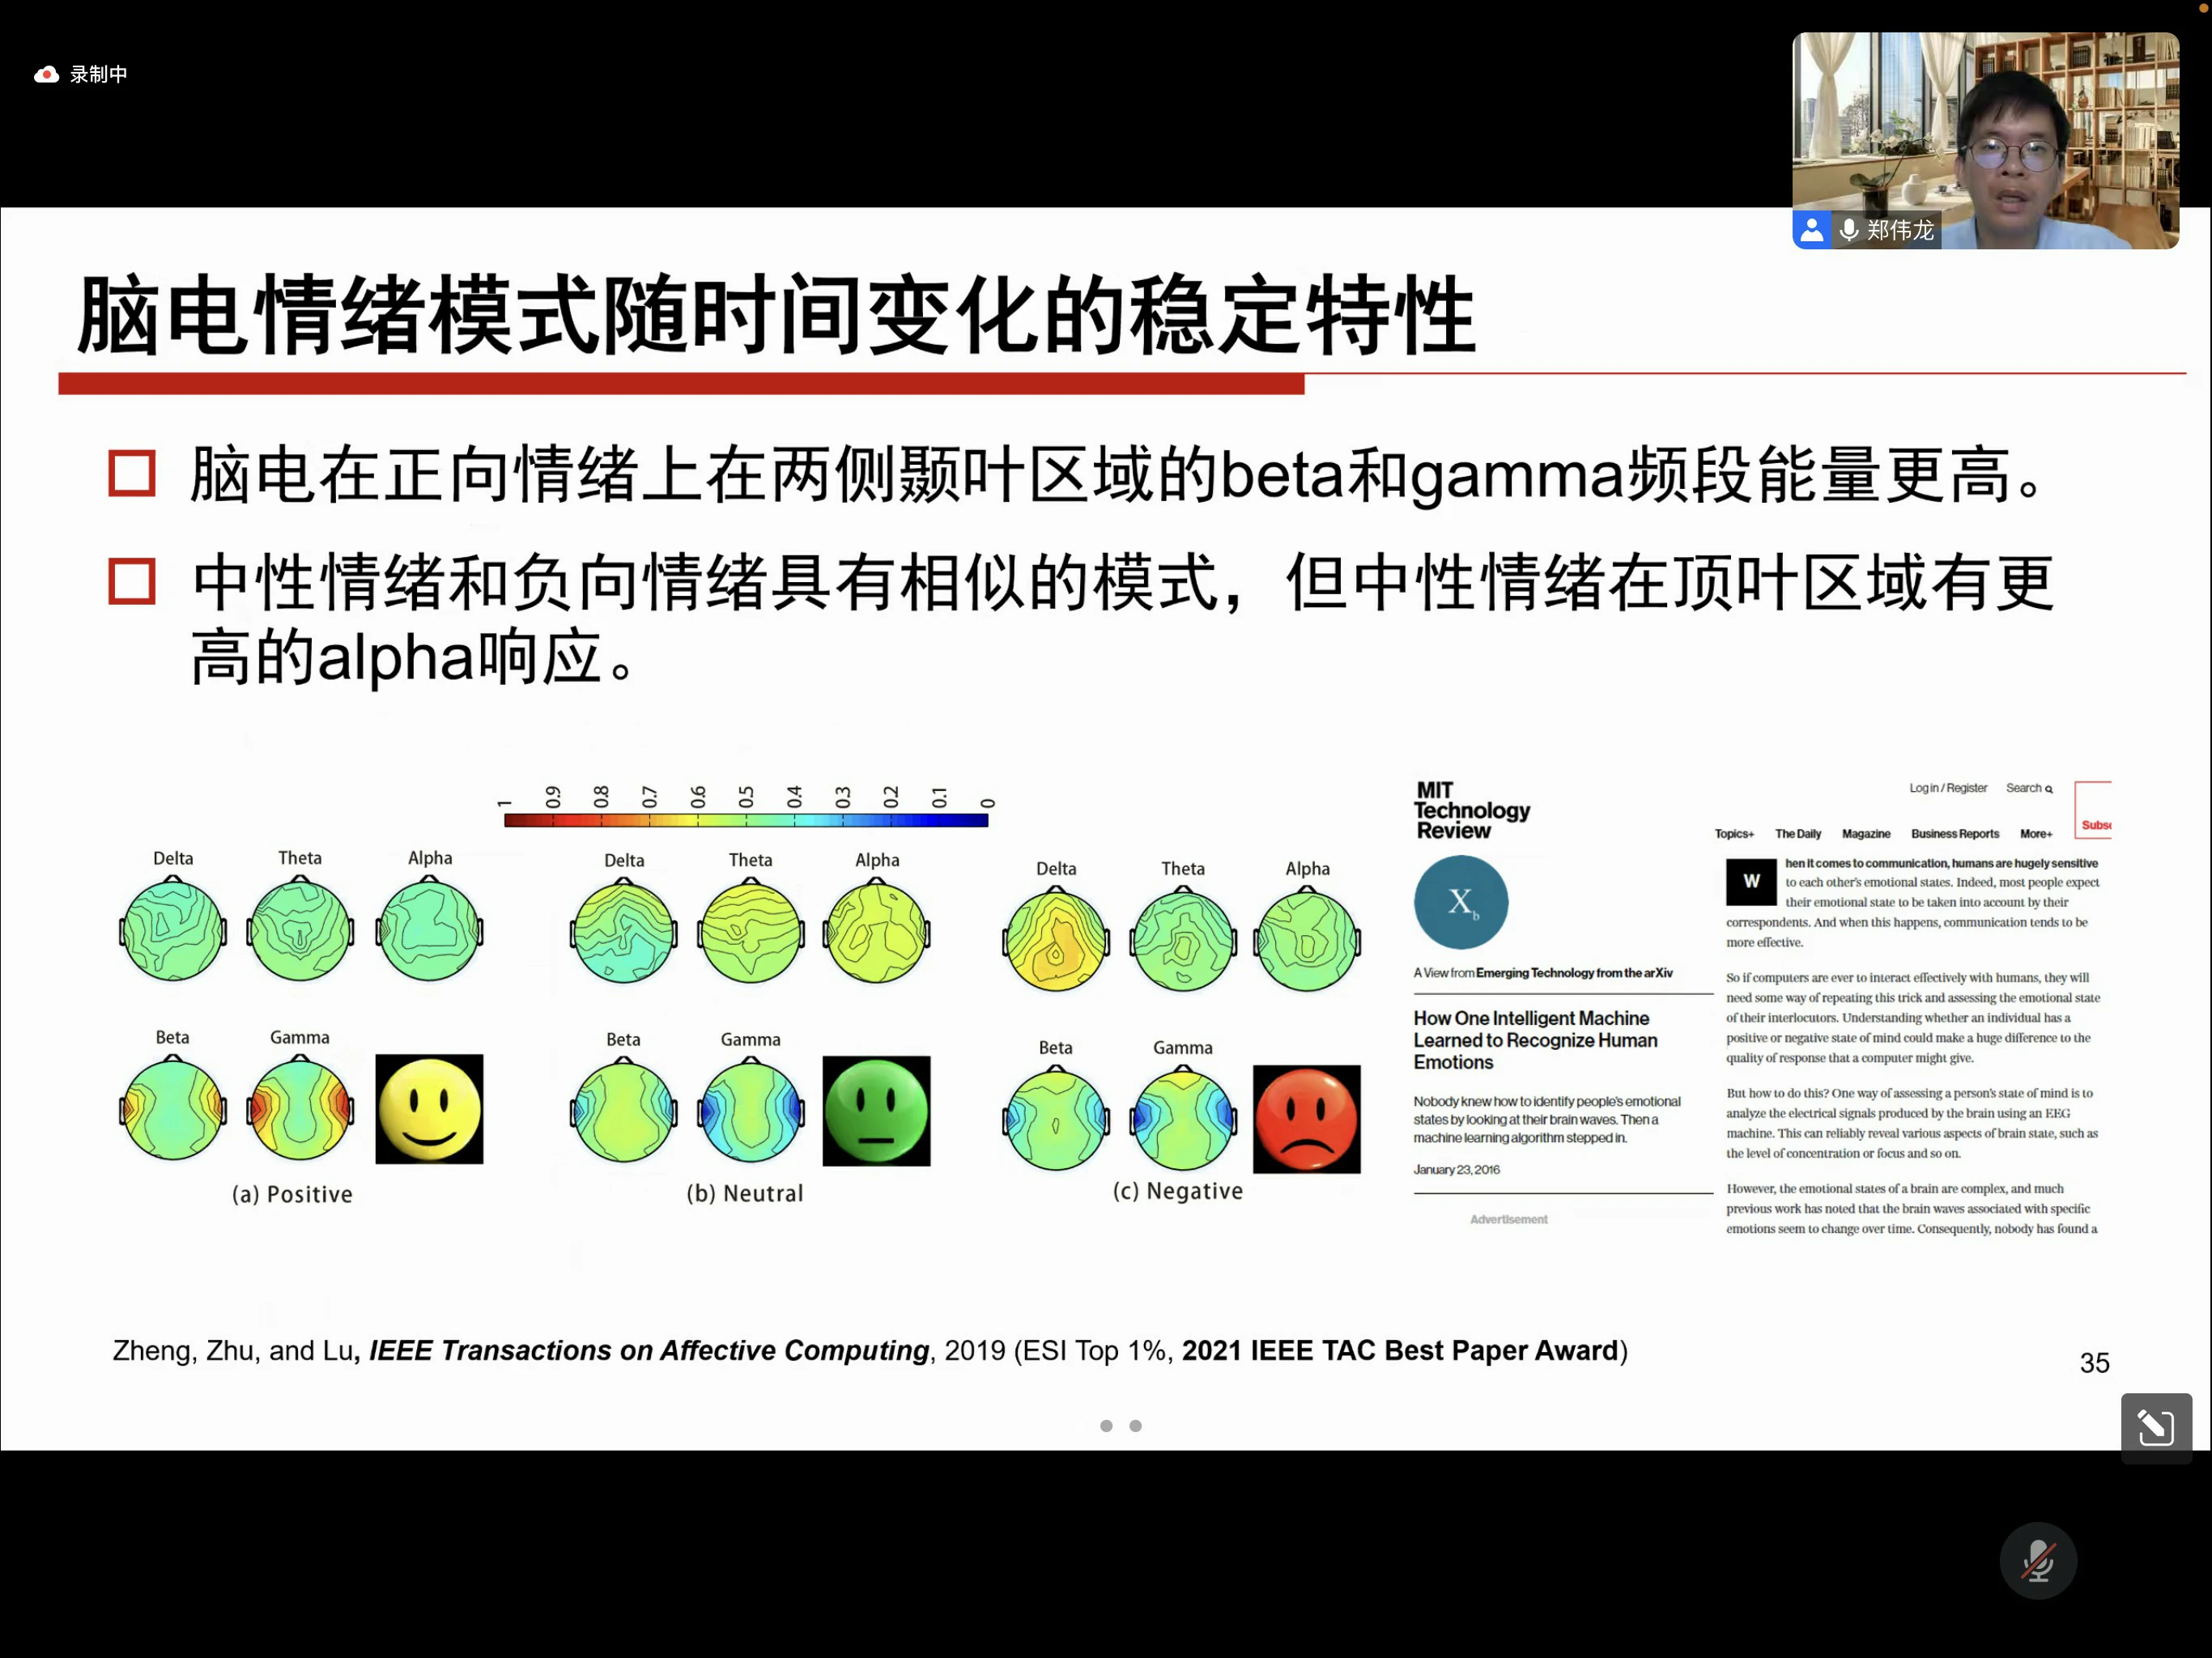 录制中
郑伟龙
脑电情绪模式随时间变化的稳定特性
脑电在正向情绪上在两侧颞叶区域的beta和gamma频段能量更高。
中性情绪和负向情绪具有相似的模式，但中性情绪在顶叶区域有更
高的alpha响应。
1 0.9 0.8 0.7 0.6 0.5 0.4 0.3 0.2 0.1 0
Delta Theta Alpha
Beta Gamma
(a) Positive
Delta Theta Alpha
Beta Gamma
(b) Neutral
Delta Theta Alpha
Beta Gamma
(c) Negative
MIT
Technology
Review
Log in / Register Search
Topics+ The Daily Magazine Business Reports More+
Subsc
X b
A View from Emerging Technology from the arXiv
How One Intelligent Machine
Learned to Recognize Human
Emotions
Nobody knew how to identify people's emotional
states by looking at their brain waves. Then a
machine learning algorithm stepped in.
January 23, 2016
Advertisement
W
hen it comes to communication, humans are hugely sensitive
to each other's emotional states. Indeed, most people expect
their emotional state to be taken into account by their
correspondents. And when this happens, communication tends to be
more effective.
So if computers are ever to interact effectively with humans, they will
need some way of repeating this trick and assessing the emotional state
of their interlocutors. Understanding whether an individual has a
positive or negative state of mind could make a huge difference to the
quality of response that a computer might give.
But how to do this? One way of assessing a person's state of mind is to
analyze the electrical signals produced by the brain using an EEG
machine. This can reliably reveal various aspects of brain state, such as
the level of concentration or focus and so on.
However, the emotional states of a brain are complex, and much
previous work has noted that the brain waves associated with specific
emotions seem to change over time. Consequently, nobody has found a
Zheng, Zhu, and Lu, IEEE Transactions on Affective Computing, 2019 (ESI Top 1%, 2021 IEEE TAC Best Paper Award)
35